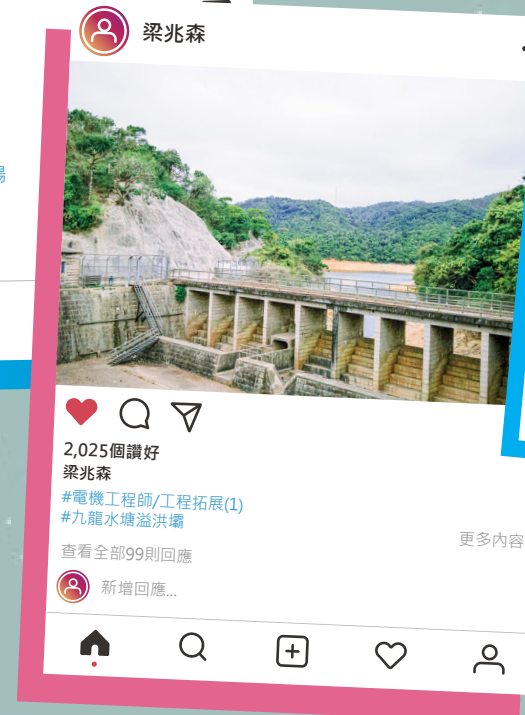 梁兆森
場
2,025個讚好
梁兆森
#電機工程師/工程拓展(1)
#九龍水塘溢洪壩
更多內容
查看全部99則回應
新增回應...